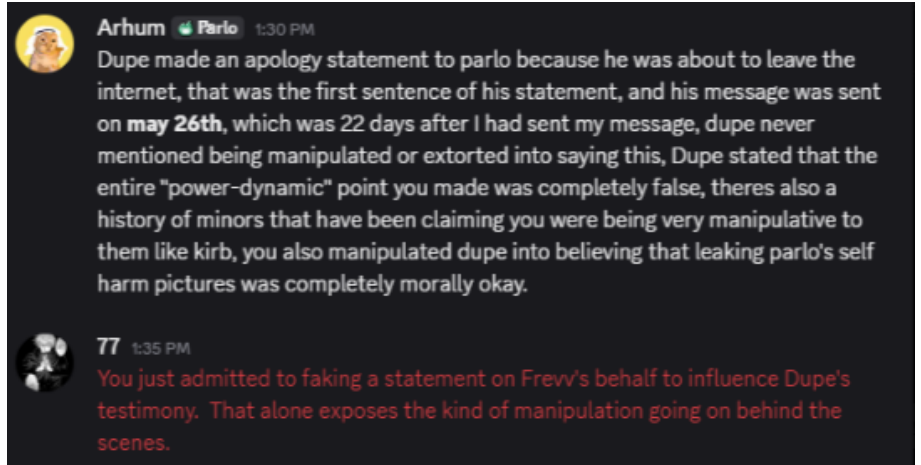 Arhum Parlo 1:30 PM
Dupe made an apology statement to parlo because he was about to leave the
internet, that was the first sentence of his statement, and his message was sent
on may 26th, which was 22 days after I had sent my message, dupe never
mentioned being manipulated or extorted into saying this, Dupe stated that the
entire "power-dynamic" point you made was completely false, theres also a
history of minors that have been claiming you were being very manipulative to
them like kirb, you also manipulated dupe into believing that leaking parlo's self
harm pictures was completely morally okay.
77 1:35 PM
You just admitted to faking a statement on Frevv's behalf to influence Dupe's
testimony. That alone exposes the kind of manipulation going on behind the
scenes.